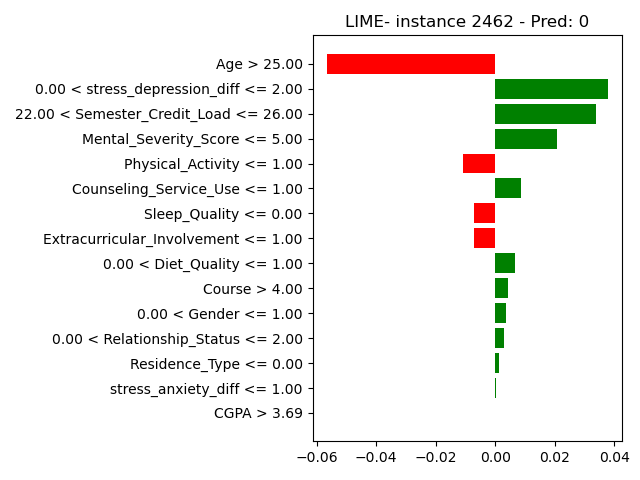 LIME- instance 2462 - Pred: 0
Age > 25.00
0.00 < stress_depression_diff <= 2.00
22.00 < Semester_Credit_Load <= 26.00
Mental_Severity_Score <= 5.00
Physical_Activity <= 1.00
Counseling_Service_Use <= 1.00
Sleep_Quality <= 0.00
Extracurricular_Involvement <= 1.00
0.00 < Diet_Quality <= 1.00
Course > 4.00
0.00 < Gender <= 1.00
0.00 < Relationship_Status <= 2.00
Residence_Type <= 0.00
stress_anxiety_diff <= 1.00
CGPA > 3.69
−0.06 −0.04 −0.02 0.00 0.02 0.04